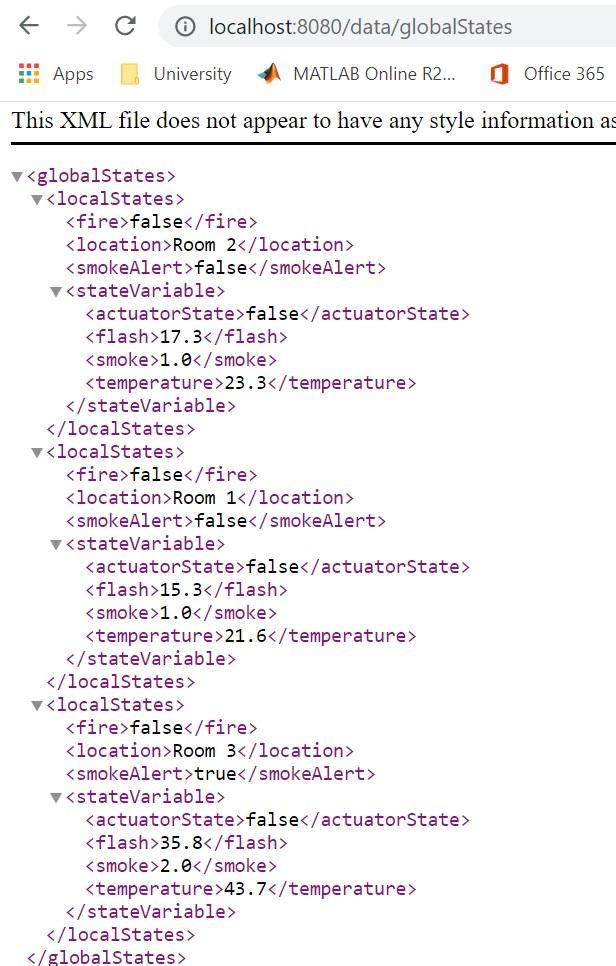 localhost:8080/data/globalStates
Apps University MATLAB Online R2... Office 365
This XML file does not appear to have any style information as
<globalStates>
<localStates>
<fire>false</fire>
<location>Room 2</location>
<smokeAlert>false</smokeAlert>
<stateVariable>
<actuatorState>false</actuatorState>
<flash>17.3</flash>
<smoke>1.0</smoke>
<temperature>23.3</temperature>
</stateVariable>
</localStates>
<localStates>
<fire>false</fire>
<location>Room 1</location>
<smokeAlert>false</smokeAlert>
<stateVariable>
<actuatorState>false</actuatorState>
<flash>15.3</flash>
<smoke>1.0</smoke>
<temperature>21.6</temperature>
</stateVariable>
</localStates>
<localStates>
<fire>false</fire>
<location>Room 3</location>
<smokeAlert>true</smokeAlert>
<stateVariable>
<actuatorState>false</actuatorState>
<flash>35.8</flash>
<smoke>2.0</smoke>
<temperature>43.7</temperature>
</stateVariable>
</localStates>
</globalStates>